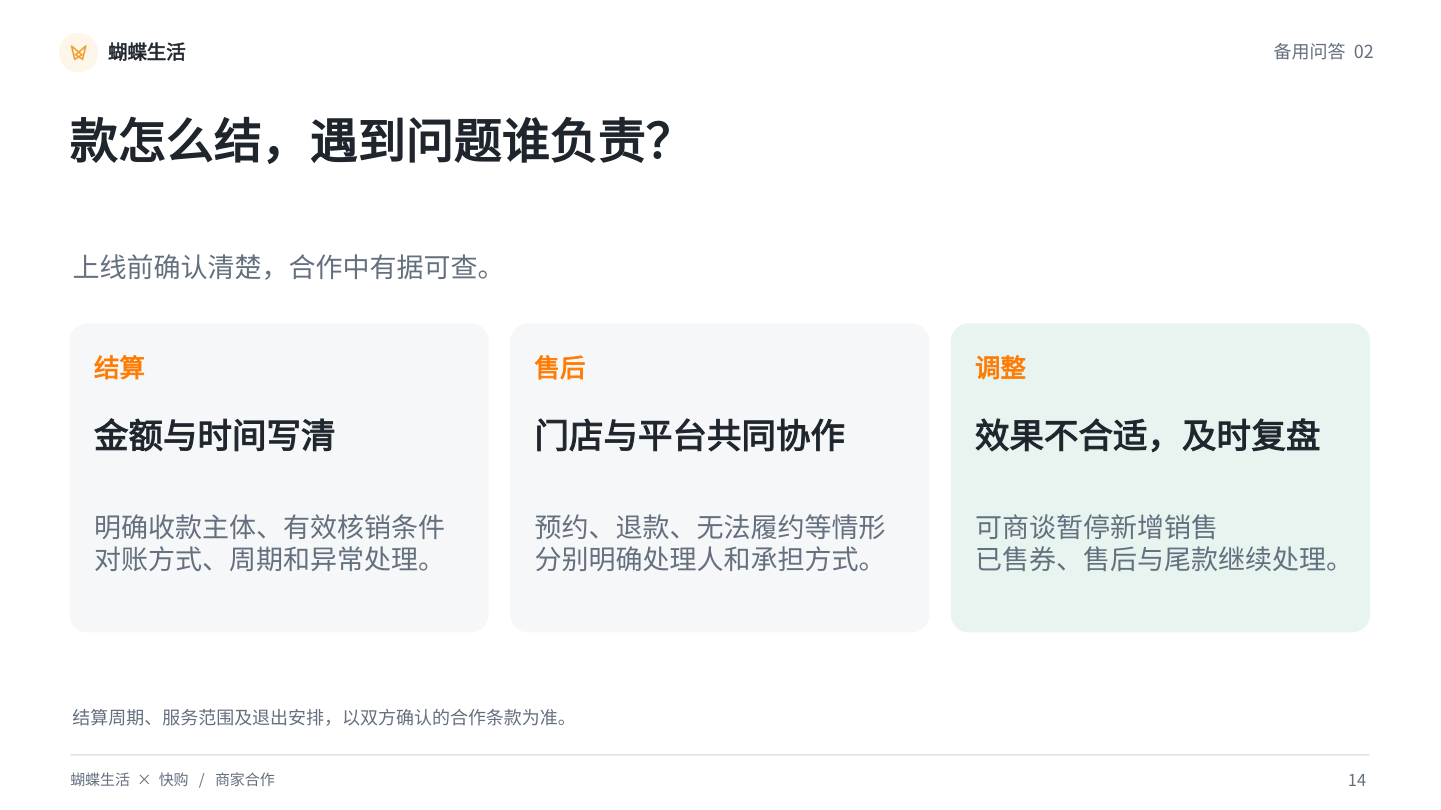 蝴蝶生活
备用问答 02
款怎么结，遇到问题谁负责？
上线前确认清楚，合作中有据可查。
结算
金额与时间写清
明确收款主体、有效核销条件
对账方式、周期和异常处理。
售后
门店与平台共同协作
预约、退款、无法履约等情形
分别明确处理人和承担方式。
调整
效果不合适，及时复盘
可商谈暂停新增销售
已售券、售后与尾款继续处理。
结算周期、服务范围及退出安排，以双方确认的合作条款为准。
蝴蝶生活 × 快购 / 商家合作
14